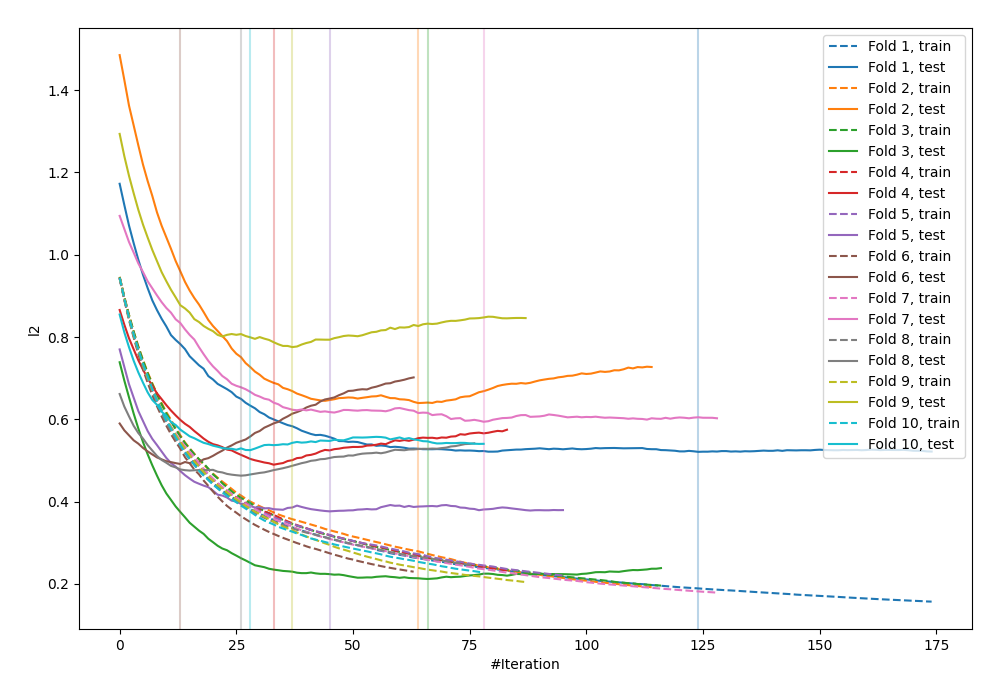 Fold 1, train
Fold 1, test
Fold 2, train
Fold 2, test
Fold 3, train
Fold 3, test
Fold 4, train
Fold 4, test
Fold 5, train
Fold 5, test
Fold 6, train
Fold 6, test
Fold 7, train
Fold 7, test
Fold 8, train
Fold 8, test
Fold 9, train
Fold 9, test
Fold 10, train
Fold 10, test
1.4
1.2
1.0
0.8
0.6
0.4
0.2
l2
0 25 50 75 100 125 150 175
#Iteration